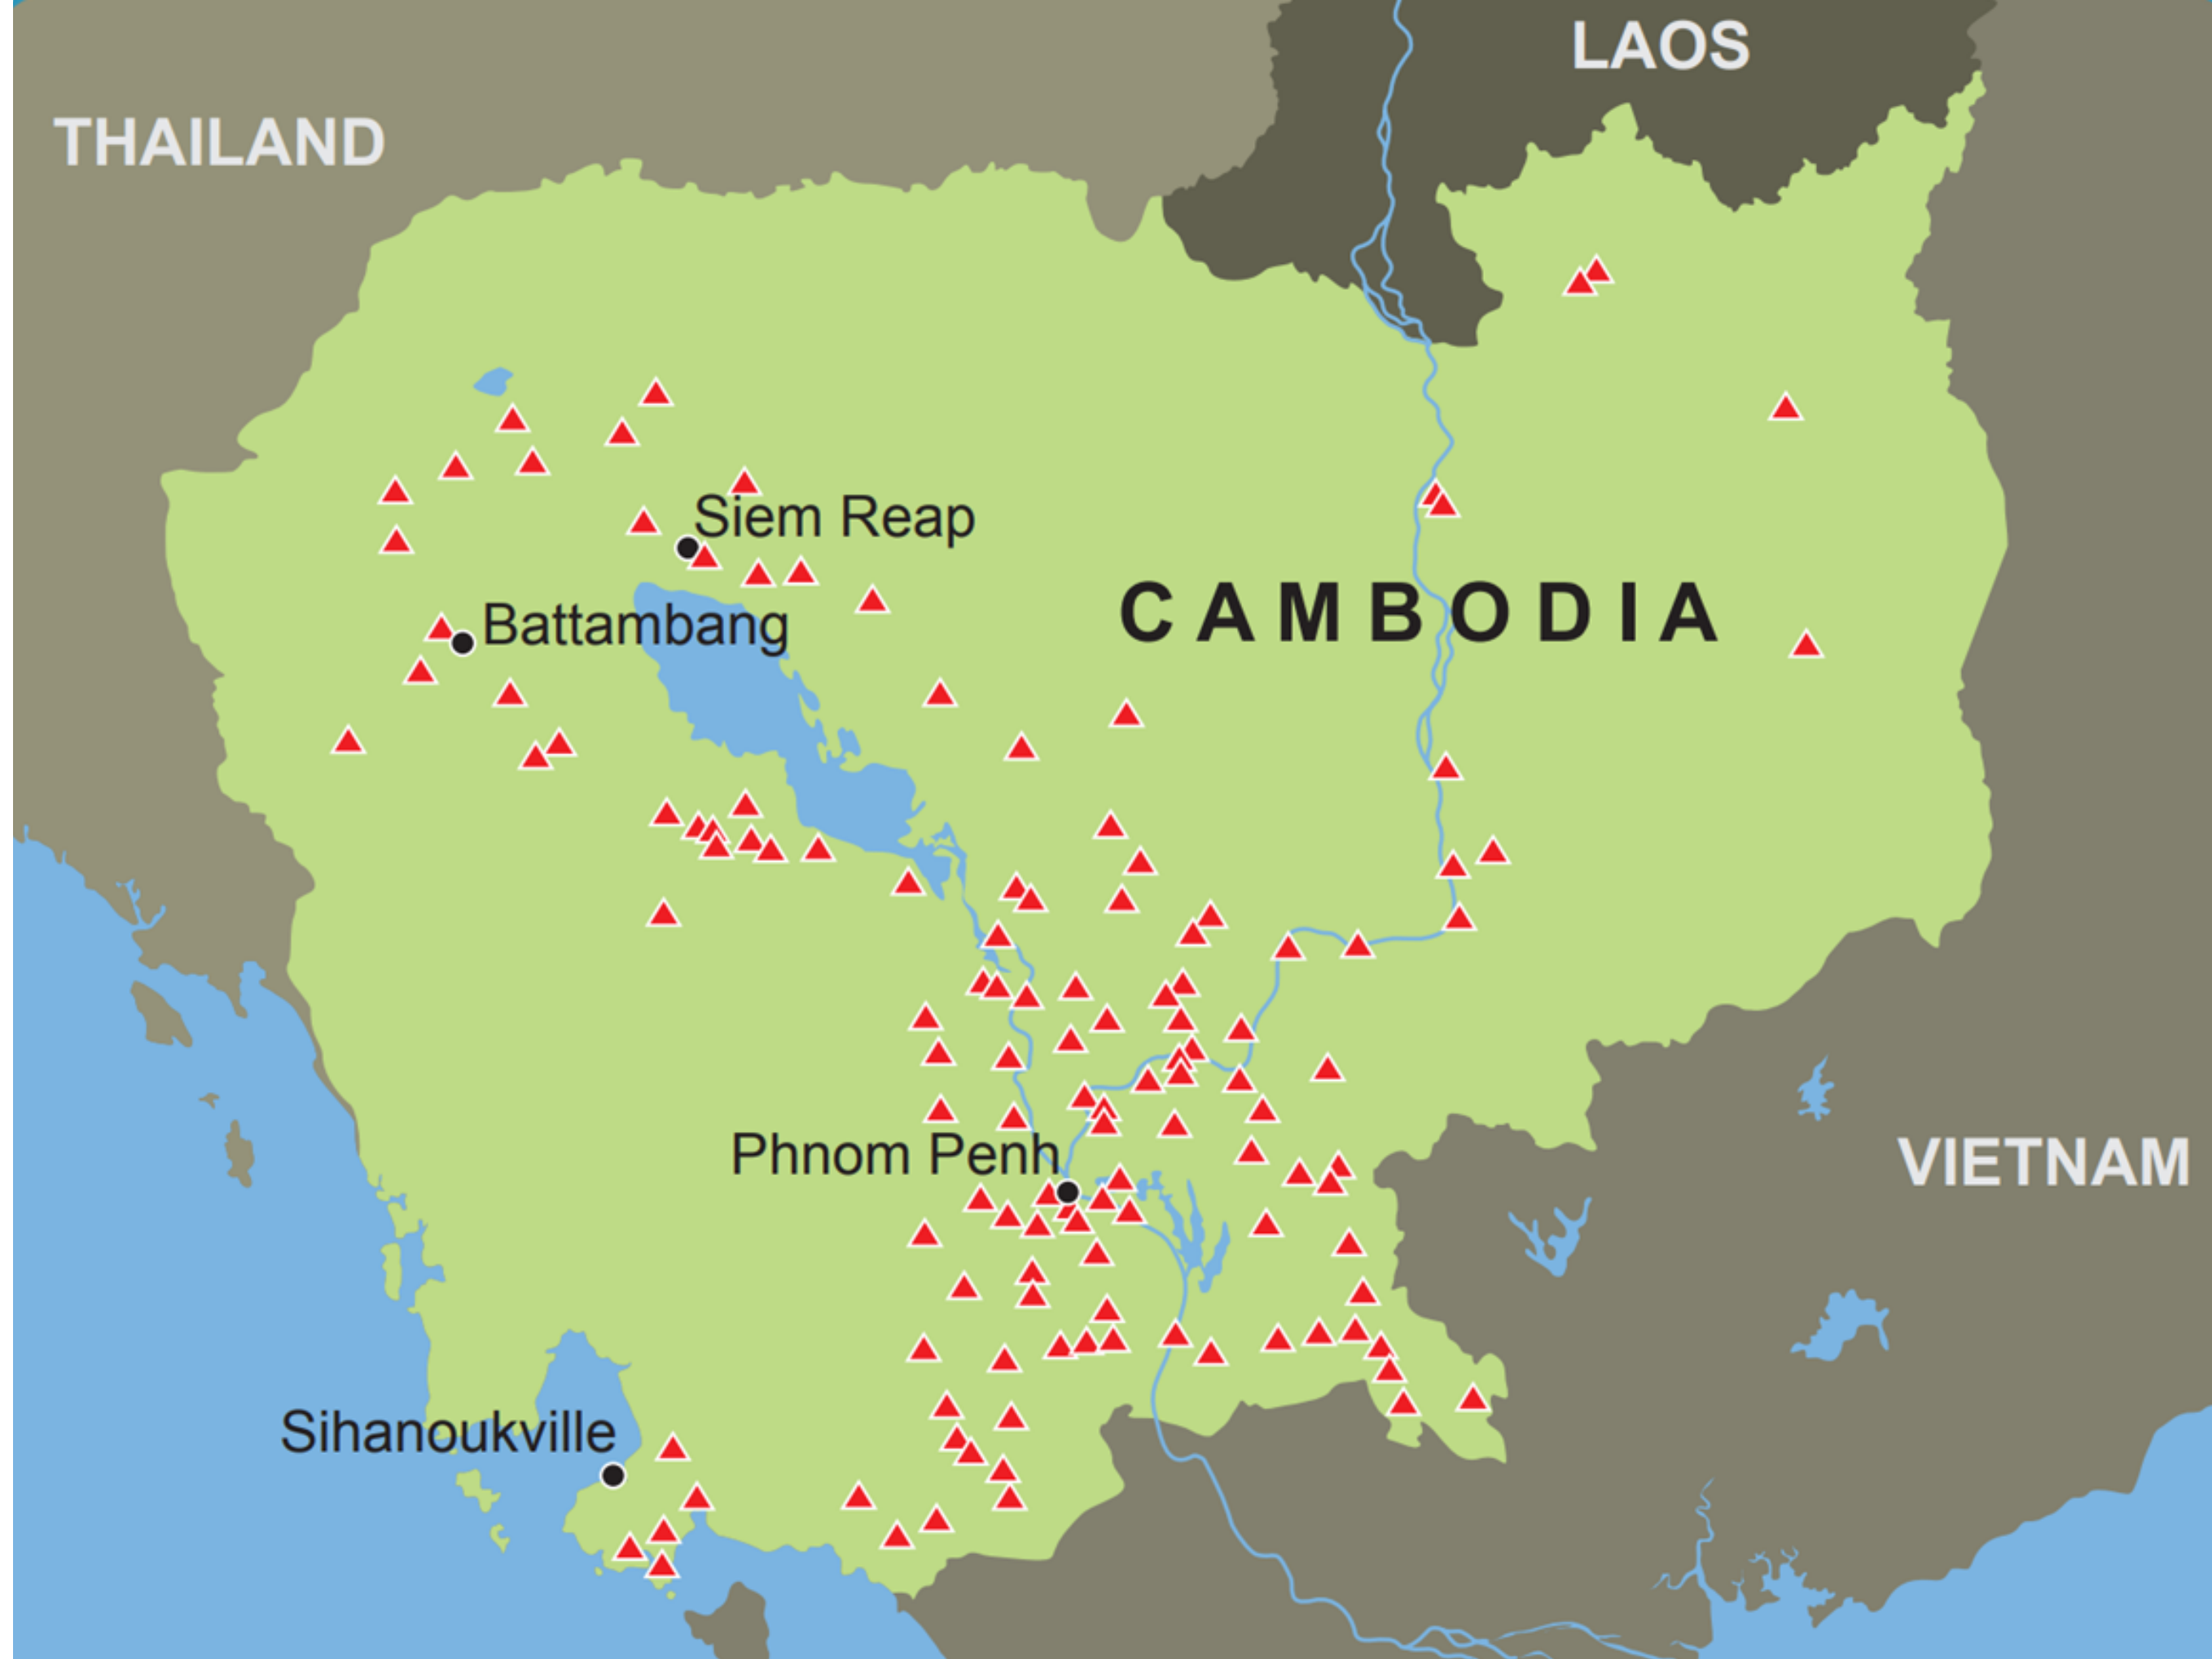 LAOS
THAILAND
Siem Reap
CAMBODIA
Battambang
Phnom Penh
VIETNAM
Sihanoukville